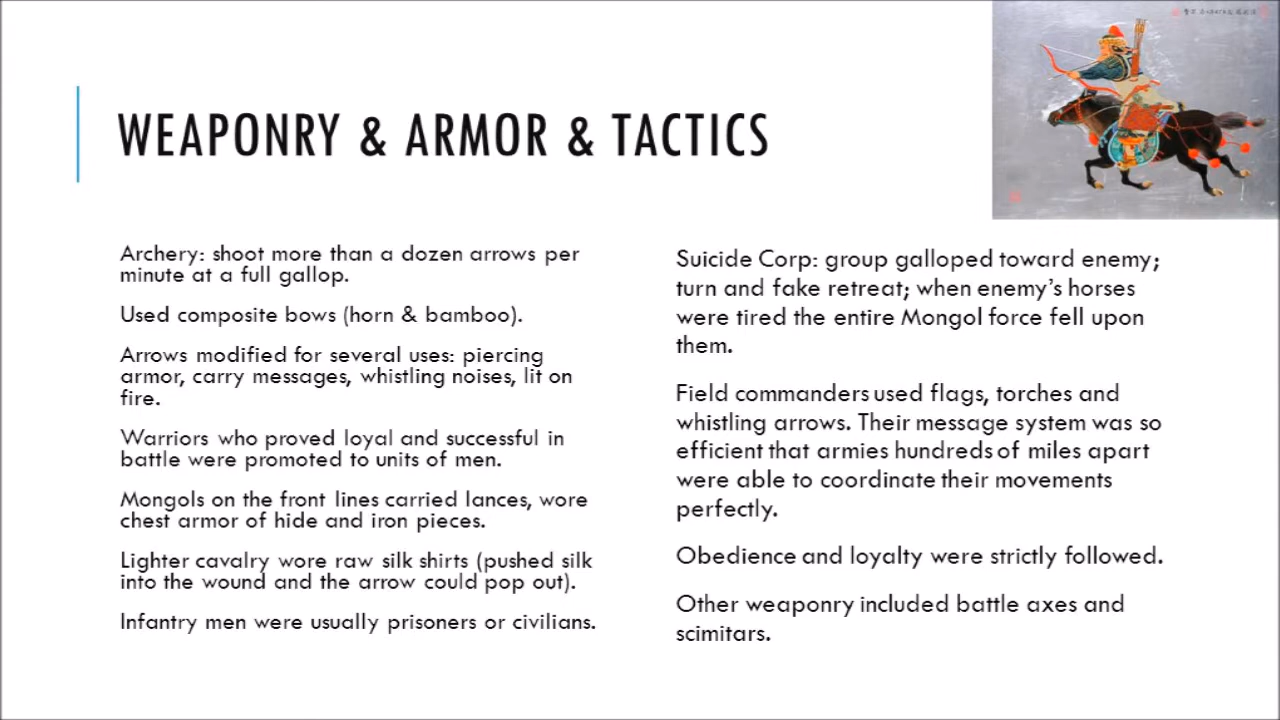 WEAPONRY & ARMOR & TACTICS
Archery: shoot more than a dozen arrows per
minute at a full gallop.
Used composite bows (horn & bamboo).
Arrows modified for several uses: piercing
armor, carry messages, whistling noises, lit on
fire.
Warriors who proved loyal and successful in
battle were promoted to units of men.
Mongols on the front lines carried lances, wore
chest armor of hide and iron pieces.
Lighter cavalry wore raw silk shirts (pushed silk
into the wound and the arrow could pop out).
Infantry men were usually prisoners or civilians.
Suicide Corp: group galloped toward enemy;
turn and fake retreat; when enemy's horses
were tired the entire Mongol force fell upon
them.
Field commanders used flags, torches and
whistling arrows. Their message system was so
efficient that armies hundreds of miles apart
were able to coordinate their movements
perfectly.
Obedience and loyalty were strictly followed.
Other weaponry included battle axes and
scimitars.